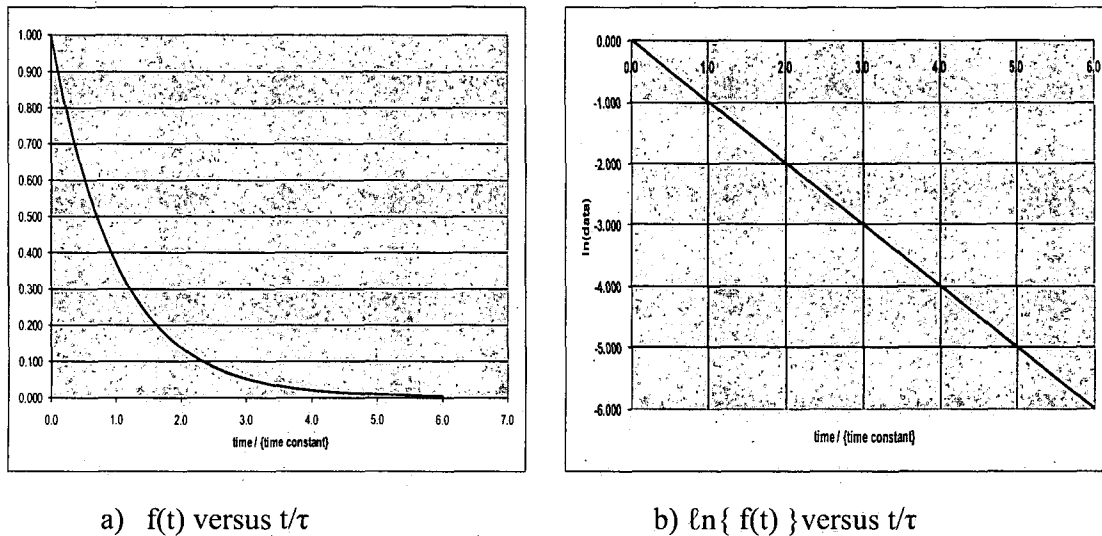 1.000
0.900
0.800
0.700
0.600
0.500
0.400
0.300
0.200
0.100
0.000
0.0 1.0 2.0 3.0 4.0 5.0 6.0 7.0
time / {time constant}
a) f(t) versus t/τ
0.000
0.0 1.0 2.0 3.0 4.0 5.0 6.0
-1.000
-2.000
-3.000
-4.000
-5.000
-6.000
ln(data)
time / {time constant}
b) ℓn{ f(t) }versus t/τ